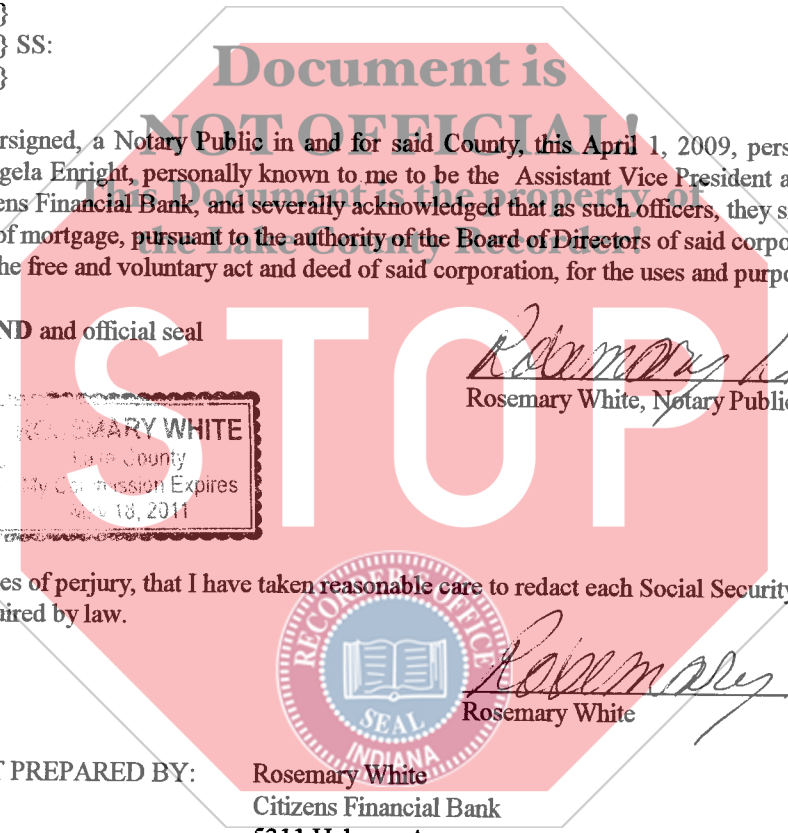 }
} SS:
}
Document is
NOT OFFICIAL!
This Document is the property of
the Lake County Recorder!
rsigned, a Notary Public in and for said County, this April 1, 2009, pers
gela Enright, personally known to me to be the Assistant Vice President a
ens Financial Bank, and severally acknowledged that as such officers, they s
of mortgage, pursuant to the authority of the Board of Directors of said corpo
he free and voluntary act and deed of said corporation, for the uses and purpo
ND and official seal
STOP
Rosemary
Rosemary White, Notary Public
ROSEMARY WHITE
Lake County
My Commission Expires
18, 2011
es of perjury, that I have taken reasonable care to redact each Social Security
uired by law.
RECORDER'S OFFICE
SEAL
INDIANA
Rosemary
Rosemary White
T PREPARED BY: Rosemary White
Citizens Financial Bank